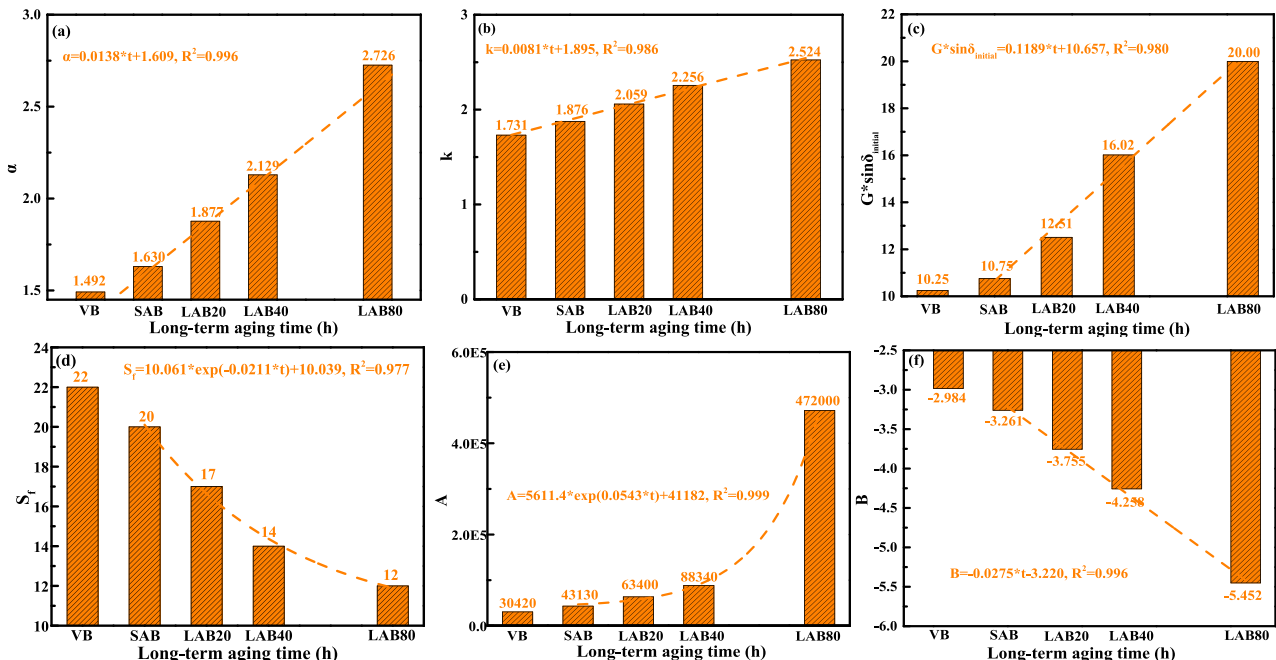 (a)
α=0.0138*t+1.609, R²=0.996
3.0
2.5
2.0
1.5
α
1.492
1.630
1.877
2.129
2.726
VB SAB LAB20 LAB40 LAB80
Long-term aging time (h)
(b)
k=0.0081*t+1.895, R²=0.986
3
2
1
0
k
1.731
1.876
2.059
2.256
2.524
VB SAB LAB20 LAB40 LAB80
Long-term aging time (h)
(c)
G*sinδinitial=0.1189*t+10.657, R²=0.980
22
20
18
16
14
12
10
G*sinδinitial
10.25
10.75
12.51
16.02
20.00
VB SAB LAB20 LAB40 LAB80
Long-term aging time (h)
(d)
Sf=10.061*exp(-0.0211*t)+10.039, R²=0.977
24
22
20
18
16
14
12
10
Sf
22
20
17
14
12
VB SAB LAB20 LAB40 LAB80
Long-term aging time (h)
(e)
A=5611.4*exp(0.0543*t)+41182, R²=0.999
6.0E5
4.0E5
2.0E5
0.0
A
30420
43130
63400
88340
472000
VB SAB LAB20 LAB40 LAB80
Long-term aging time (h)
(f)
B=-0.0275*t-3.220, R²=0.996
-2.5
-3.0
-3.5
-4.0
-4.5
-5.0
-5.5
-6.0
B
-2.984
-3.261
-3.755
-4.258
-5.452
VB SAB LAB20 LAB40 LAB80
Long-term aging time (h)